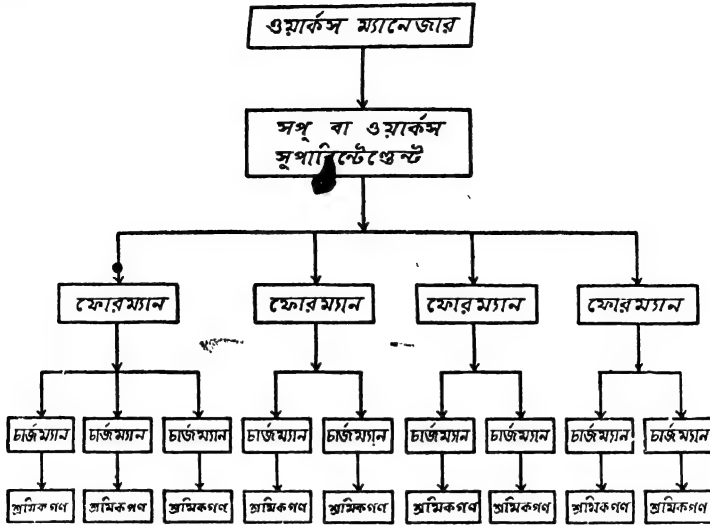 ওয়ার্কস ম্যানেজার
সপ্ বা ওয়ার্কস
সুপারিন্টেণ্ডেন্ট
ফোরম্যান ফোরম্যান ফোরম্যান ফোরম্যান
চার্জম্যান চার্জম্যান চার্জম্যান চার্জম্যান চার্জম্যান চার্জম্যান চার্জম্যান চার্জম্যান চার্জম্যান
শ্রমিকগণ শ্রমিকগণ শ্রমিকগণ শ্রমিকগণ শ্রমিকগণ শ্রমিকগণ শ্রমিকগণ শ্রমিকগণ শ্রমিকগণ